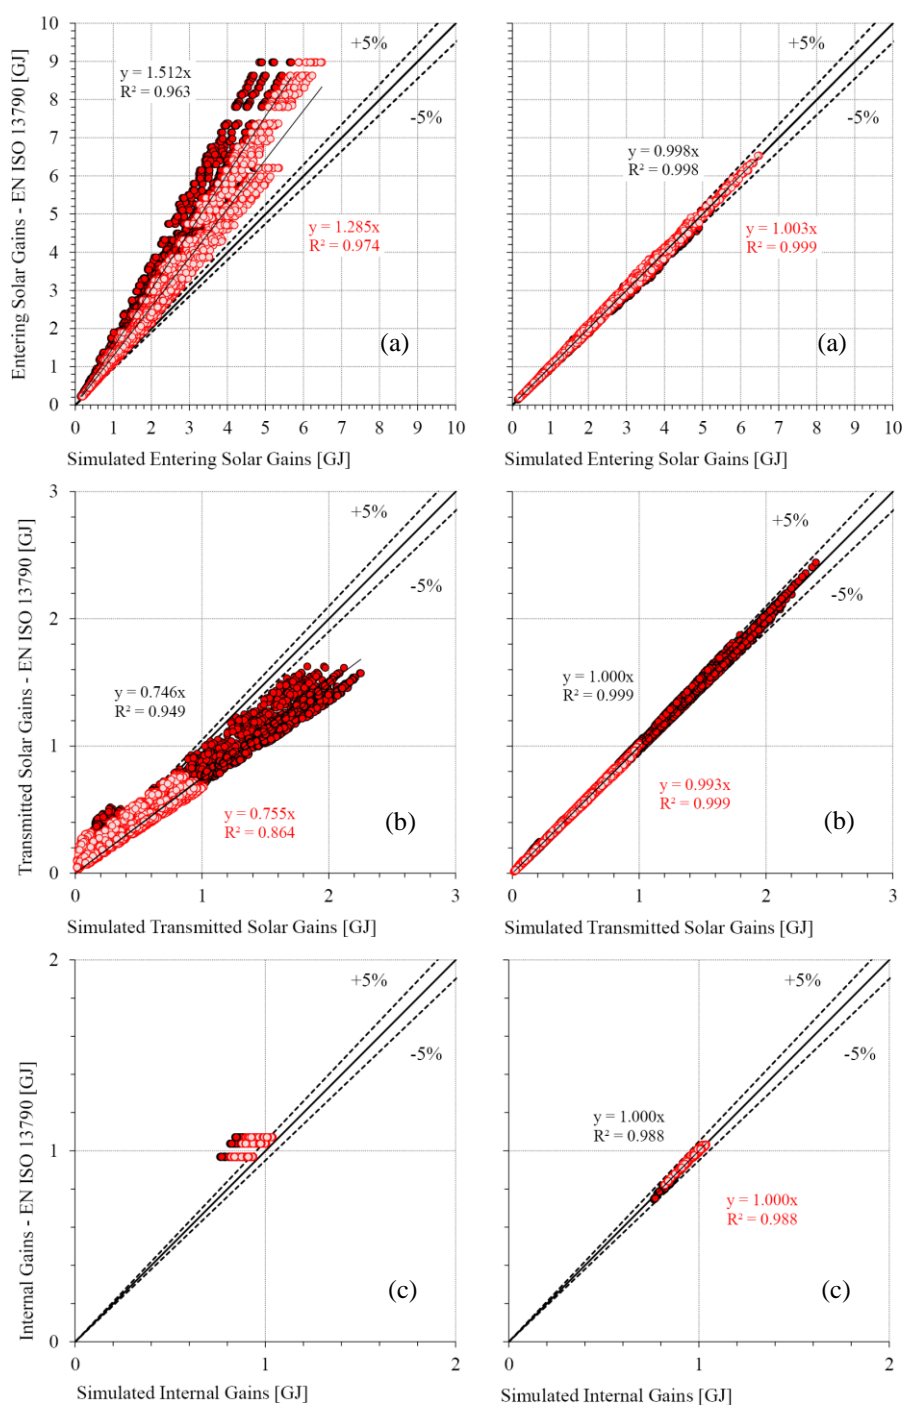 Entering Solar Gains - EN ISO 13790 [GJ]
10
9
8
7
6
5
4
3
2
1
0
+5%
-5%
y = 1.512x
R² = 0.963
y = 1.285x
R² = 0.974
(a)
0 1 2 3 4 5 6 7 8 9 10
Simulated Entering Solar Gains [GJ]
+5%
-5%
y = 0.998x
R² = 0.998
y = 1.003x
R² = 0.999
(a)
0 1 2 3 4 5 6 7 8 9 10
Simulated Entering Solar Gains [GJ]
Transmitted Solar Gains - EN ISO 13790 [GJ]
3
2
1
0
+5%
-5%
y = 0.746x
R² = 0.949
y = 0.755x
R² = 0.864
(b)
0 1 2 3
Simulated Transmitted Solar Gains [GJ]
+5%
-5%
y = 1.000x
R² = 0.999
y = 0.993x
R² = 0.999
(b)
0 1 2 3
Simulated Transmitted Solar Gains [GJ]
Internal Gains - EN ISO 13790 [GJ]
2
1
0
+5%
-5%
(c)
0 1 2
Simulated Internal Gains [GJ]
+5%
-5%
y = 1.000x
R² = 0.988
y = 1.000x
R² = 0.988
(c)
0 1 2
Simulated Internal Gains [GJ]